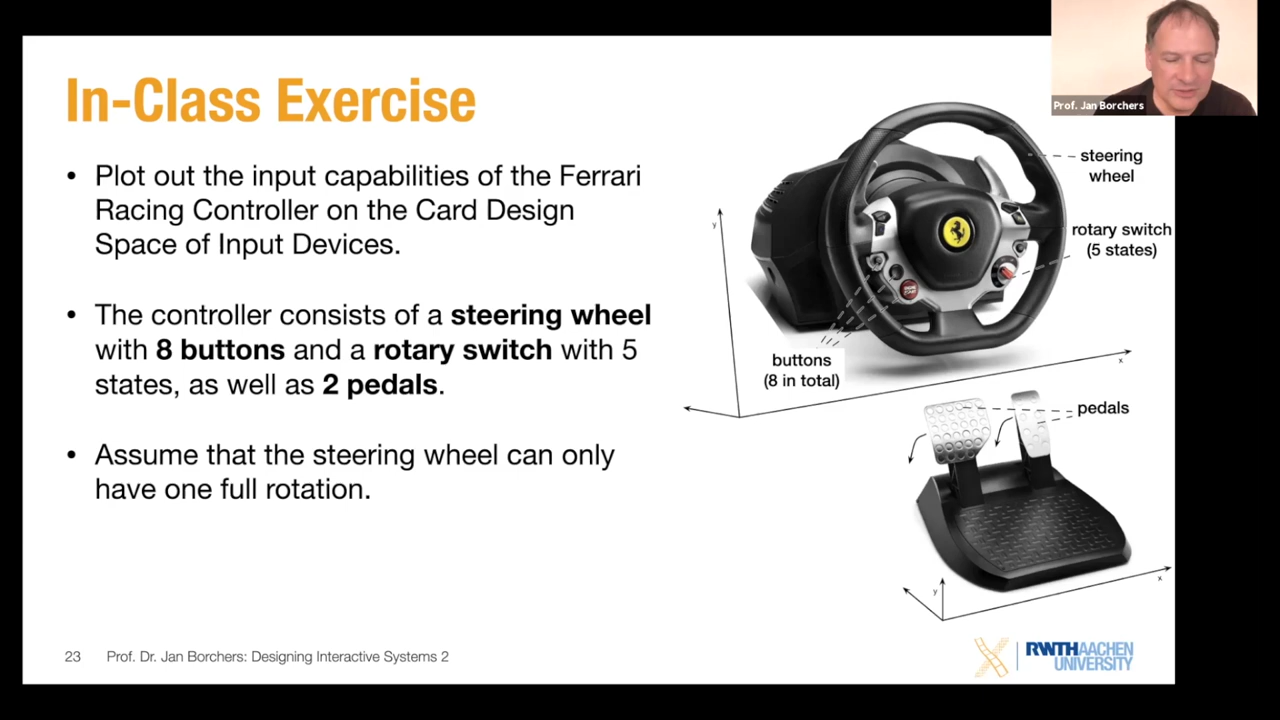 In-Class Exercise
• Plot out the input capabilities of the Ferrari
Racing Controller on the Card Design
Space of Input Devices.
• The controller consists of a steering wheel
with 8 buttons and a rotary switch with 5
states, as well as 2 pedals.
• Assume that the steering wheel can only
have one full rotation.
Prof. Jan Borchers
steering
wheel
rotary switch
(5 states)
y
buttons
(8 in total)
x
pedals
y
x
23 Prof. Dr. Jan Borchers: Designing Interactive Systems 2
RWTHAACHEN
UNIVERSITY